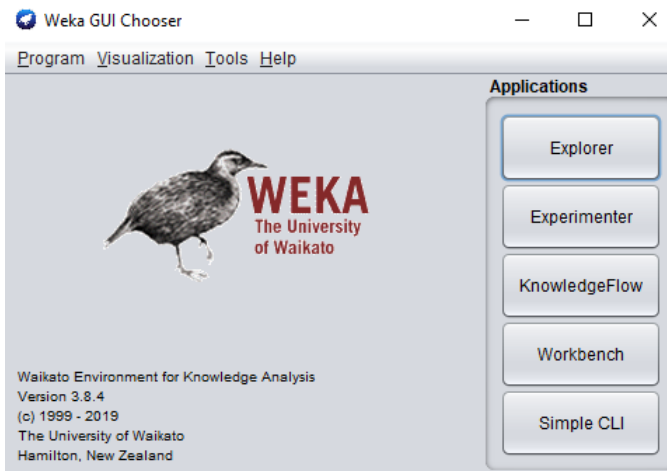 Weka GUI Chooser
Program Visualization Tools Help
Applications
Explorer
Experimenter
KnowledgeFlow
Workbench
Simple CLI
WEKA
The University
of Waikato
Waikato Environment for Knowledge Analysis
Version 3.8.4
(c) 1999 - 2019
The University of Waikato
Hamilton, New Zealand